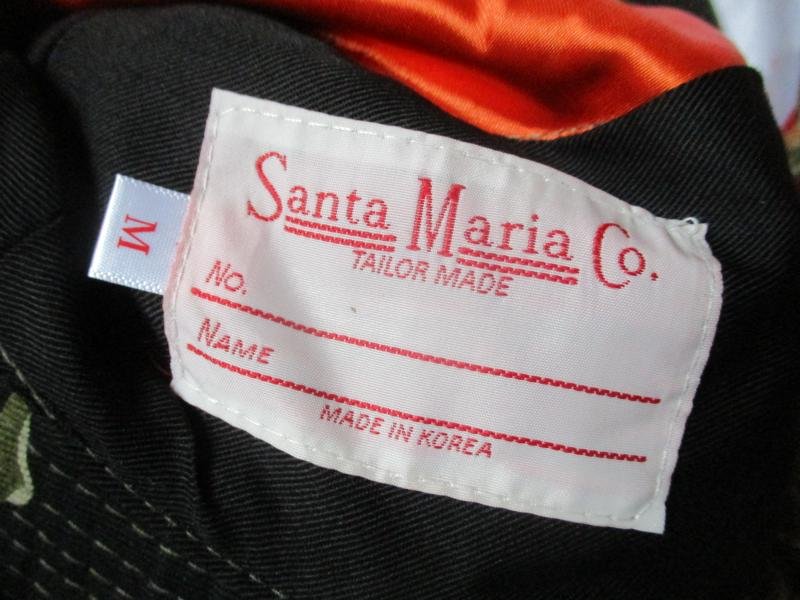 Santa Maria Co.
TAILOR MADE
No.
NAME
MADE IN KOREA
M